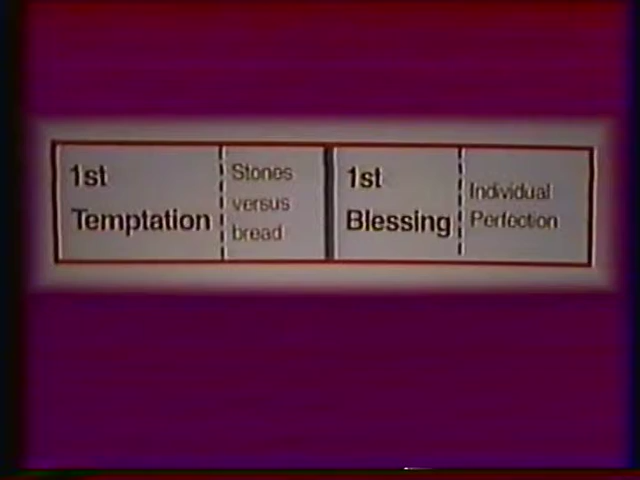 1st
Temptation
Stones
versus
bread
1st
Blessing
Individual
Perfection